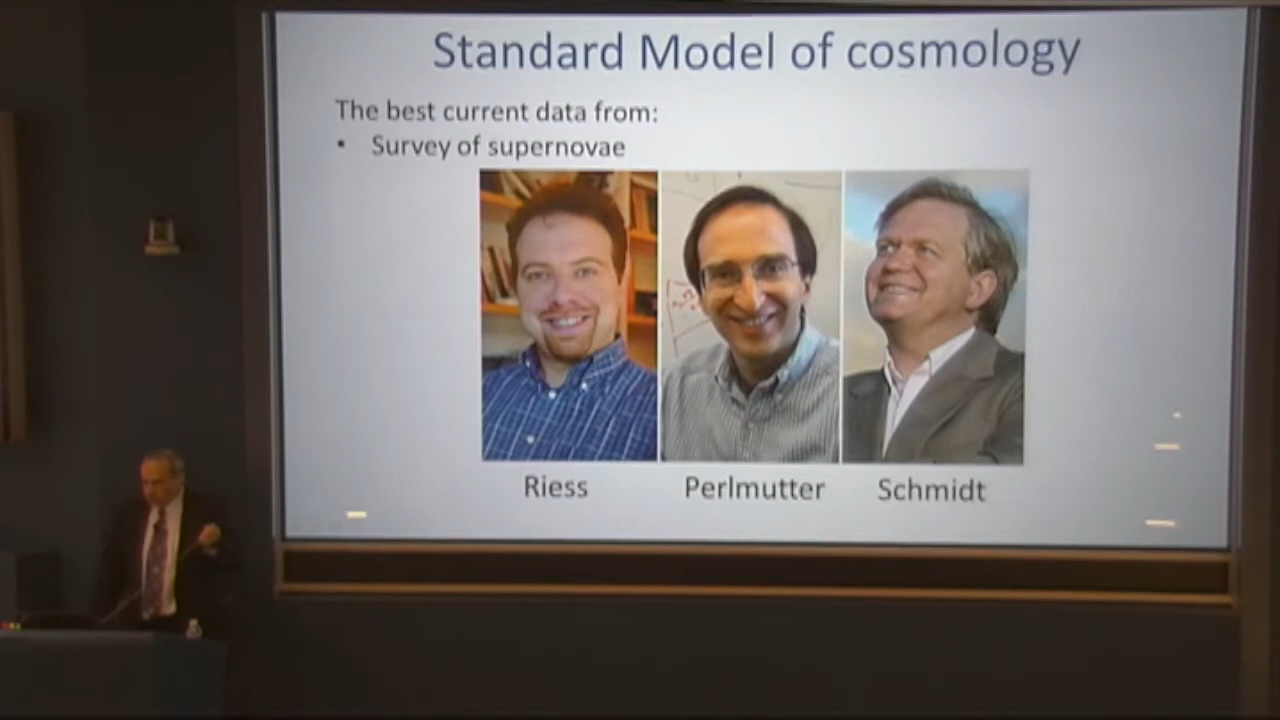 Standard Model of cosmology
The best current data from:
• Survey of supernovae
Riess Perlmutter Schmidt